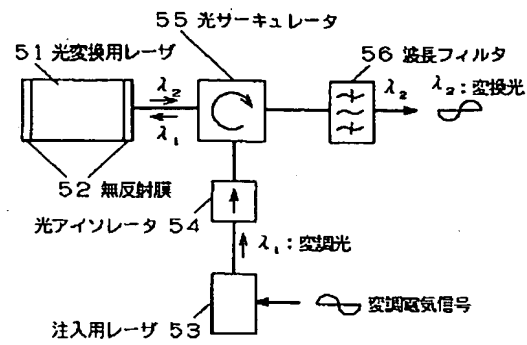 55 光サーキュレータ
51 光変換用レーザ
56 波長フィルタ
λ₂
λ₁
λ₂
λ₂:変換光
52 無反射膜
光アイソレータ 54
λ₁:変調光
注入用レーザ 53
変調電気信号